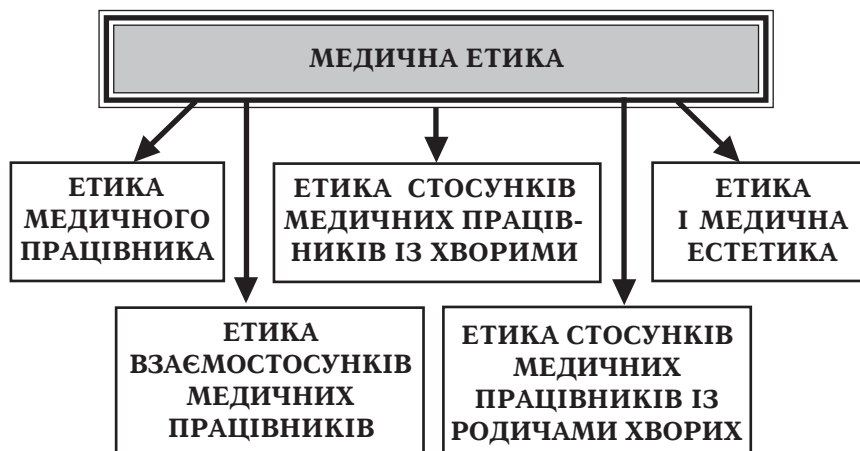 МЕДИЧНА ЕТИКА
ЕТИКА
МЕДИЧНОГО
ПРАЦІВНИКА
ЕТИКА СТОСУНКІВ
МЕДИЧНИХ ПРАЦІВ-
НИКІВ ІЗ ХВОРИМИ
ЕТИКА
І МЕДИЧНА
ЕСТЕТИКА
ЕТИКА
ВЗАЄМОСТОСУНКІВ
МЕДИЧНИХ
ПРАЦІВНИКІВ
ЕТИКА СТОСУНКІВ
МЕДИЧНИХ
ПРАЦІВНИКІВ ІЗ
РОДИЧАМИ ХВОРИХ